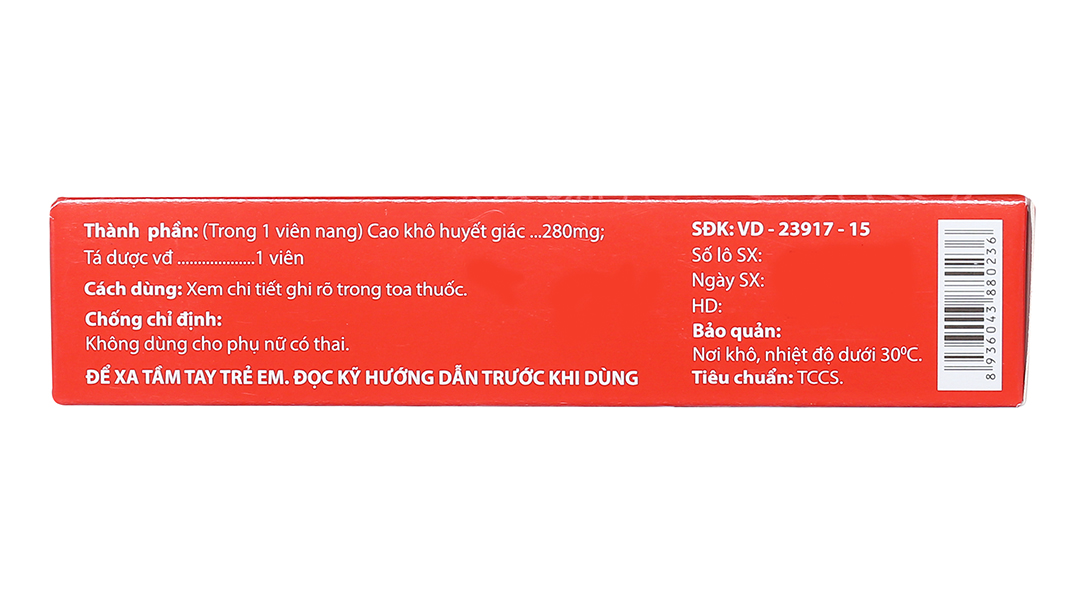 Thành phần: (Trong 1 viên nang) Cao khô huyết giác ...280mg;
Tá dược vđ ...................1 viên
Cách dùng: Xem chi tiết ghi rõ trong toa thuốc.
Chống chỉ định:
Không dùng cho phụ nữ có thai.
ĐỂ XA TẦM TAY TRẺ EM. ĐỌC KỸ HƯỚNG DẪN TRƯỚC KHI DÙNG
SĐK: VD - 23917 - 15
Số lô SX:
Ngày SX:
HD:
Bảo quản:
Nơi khô, nhiệt độ dưới 30⁰C.
Tiêu chuẩn: TCCS.
8 936043 880236